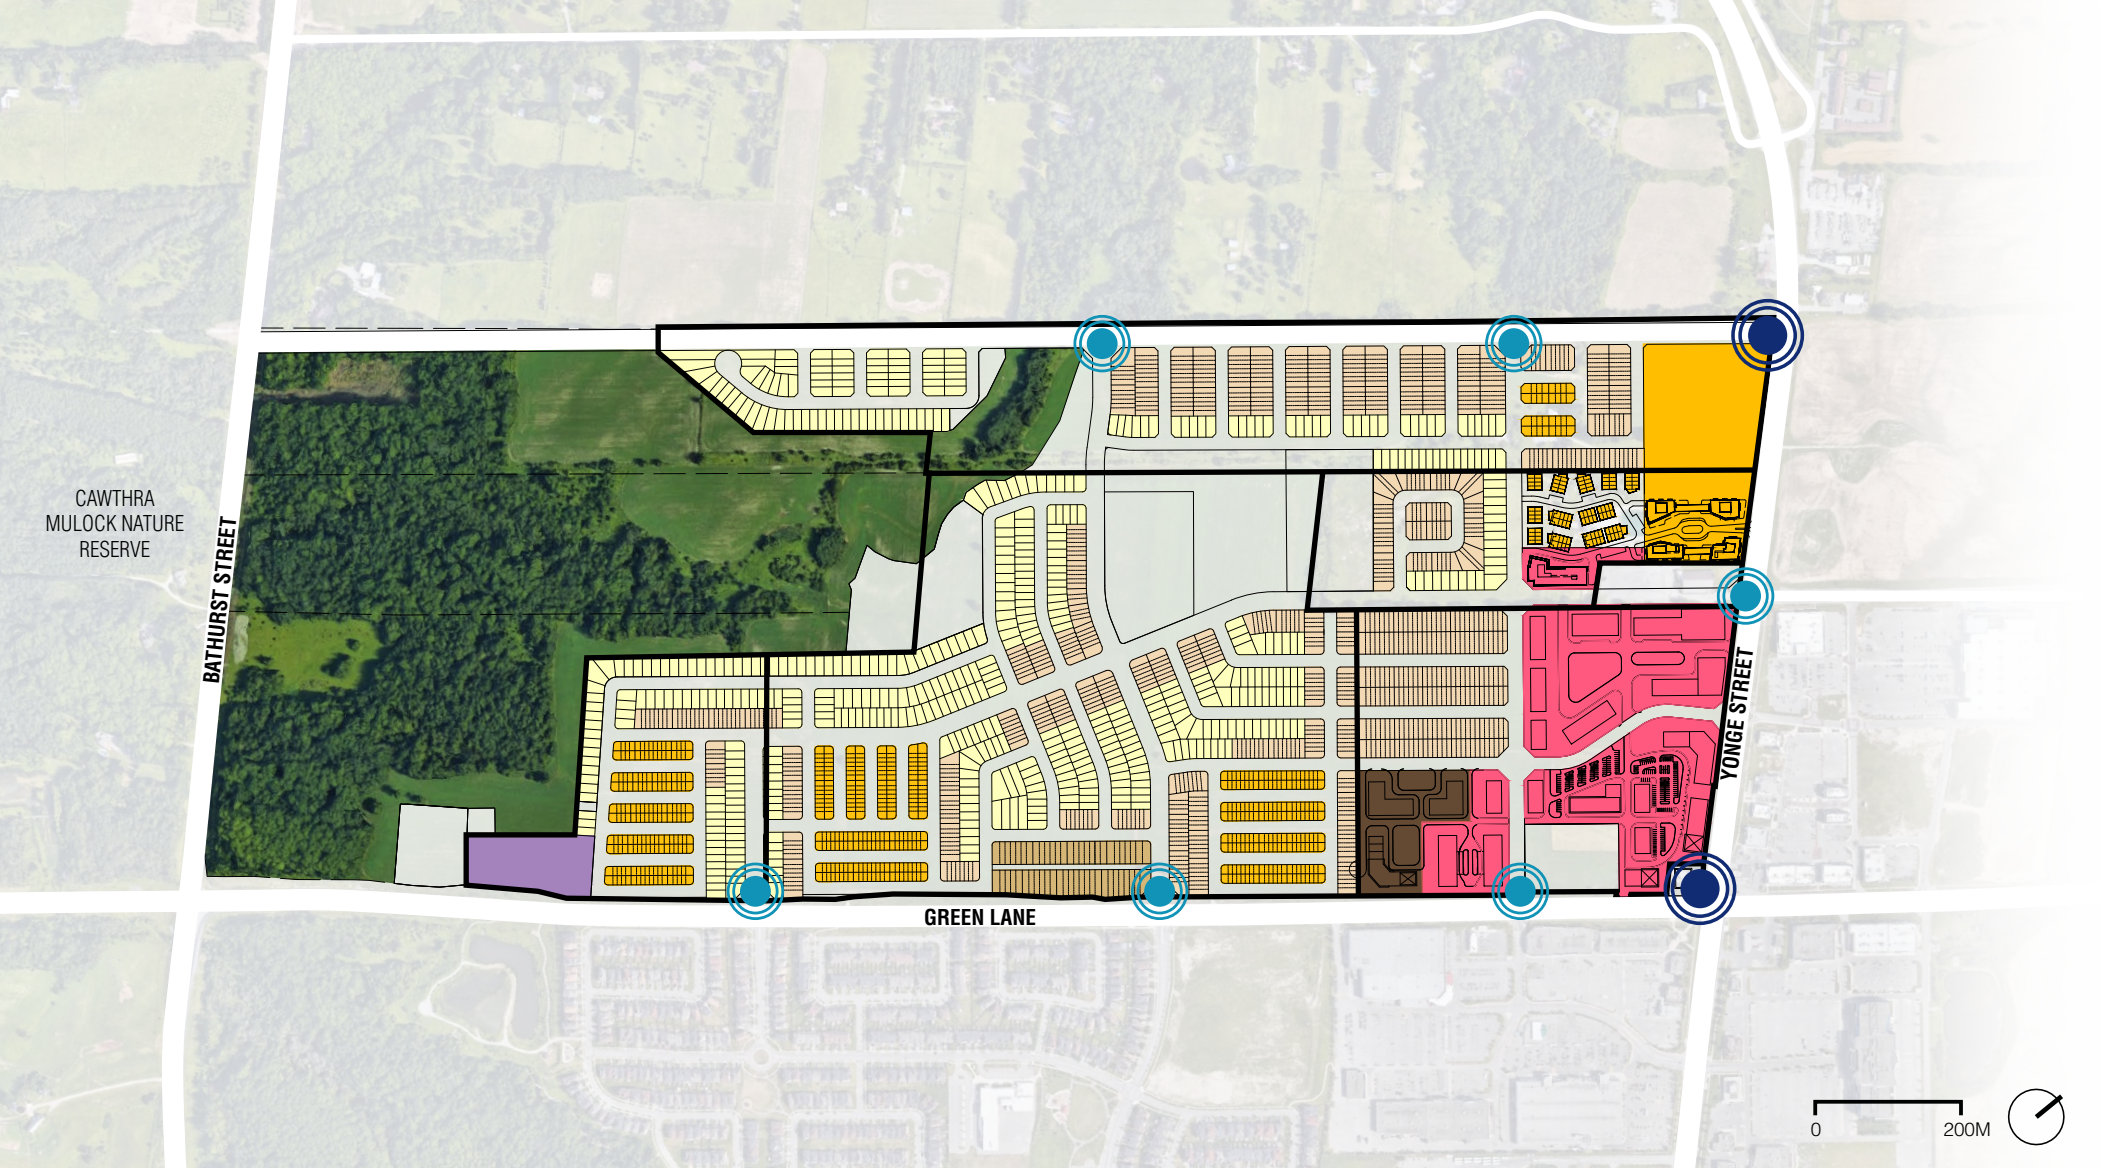 CAWTHRA
MULOCK NATURE
RESERVE
BATHURST STREET
YONGE STREET
GREEN LANE
0
200M